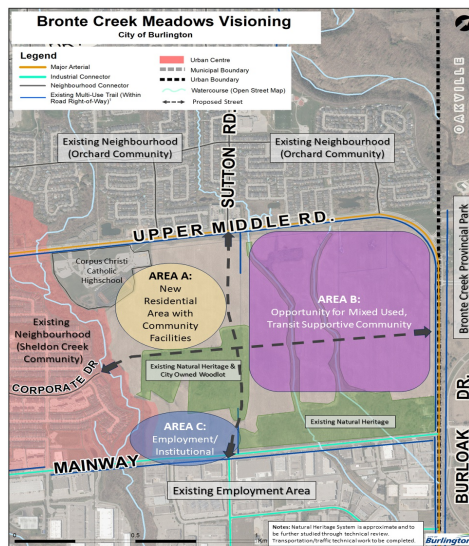 Bronte Creek Meadows Visioning
City of Burlington
Legend
Major Arterial
Industrial Connector
Neighbourhood Connector
Existing Multi-Use Trail (Within
Road Right-of-Way)
Urban Centre
Municipal Boundary
Urban Boundary
Watercourse (Open Street Map)
Proposed Street
OAKVILLE
SUTTON RD.
Existing Neighbourhood
(Orchard Community)
Existing Neighbourhood
(Orchard Community)
UPPER MIDDLE RD.
Bronte Creek Provincial Park
Corpus Christi
Catholic
Highschool
AREA A:
New
Residential
Area with
Community
Facilities
AREA B:
Opportunity for Mixed Used,
Transit Supportive Community
Existing
Neighbourhood
(Sheldon Creek
Community)
CORPORATE DR.
Existing Natural Heritage &
City Owned Woodlot
Existing Natural Heritage
AREA C:
Employment/
Institutional
MAINWAY
BURLOAK DR.
Existing Employment Area
0.5
Km
Notes: Natural Heritage System is approximate and to
be further studied through technical review.
Transportation/traffic technical work to be completed.
Burlington